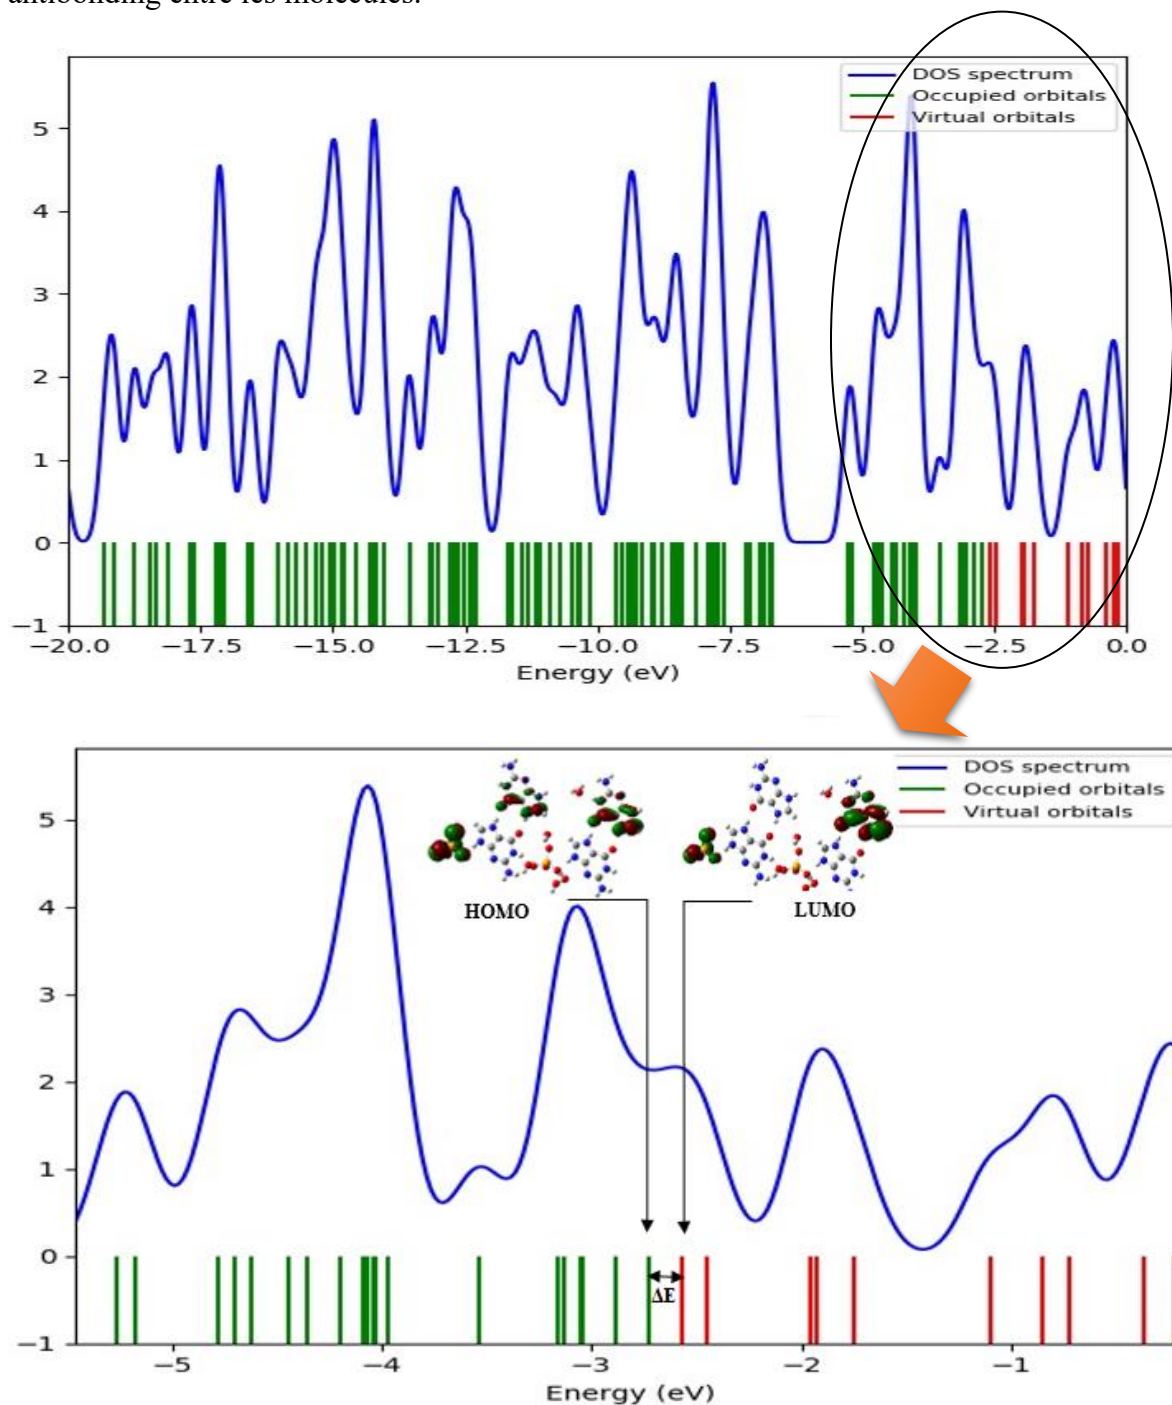 antibonding entre les molécules.
DOS spectrum
Occupied orbitals
Virtual orbitals
5
4
3
2
1
0
−1
−20.0 −17.5 −15.0 −12.5 −10.0 −7.5 −5.0 −2.5 0.0
Energy (eV)
DOS spectrum
Occupied orbitals
Virtual orbitals
5
HOMO LUMO
4
3
2
1
0
ΔE
−1
−5 −4 −3 −2 −1
Energy (eV)